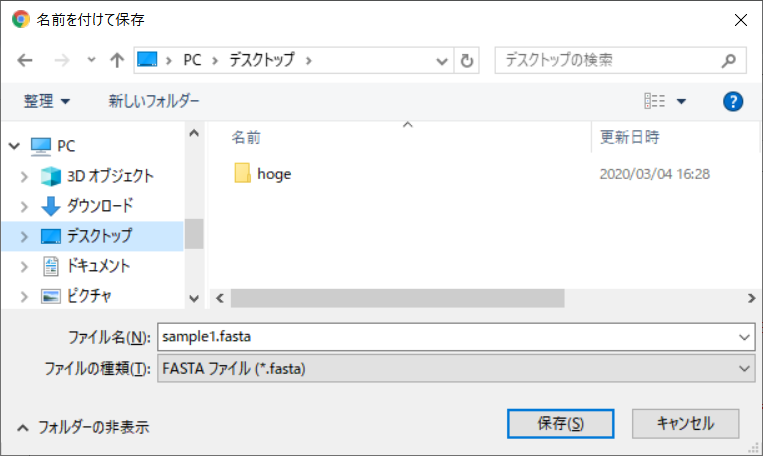 名前を付けて保存
PC デスクトップ
デスクトップの検索
整理 新しいフォルダー
名前 更新日時
PC
3D オブジェクト
ダウンロード
デスクトップ
ドキュメント
ピクチャ
hoge 2020/03/04 16:28
ファイル名(N): sample1.fasta
ファイルの種類(T): FASTA ファイル (*.fasta)
フォルダーの非表示
保存(S) キャンセル